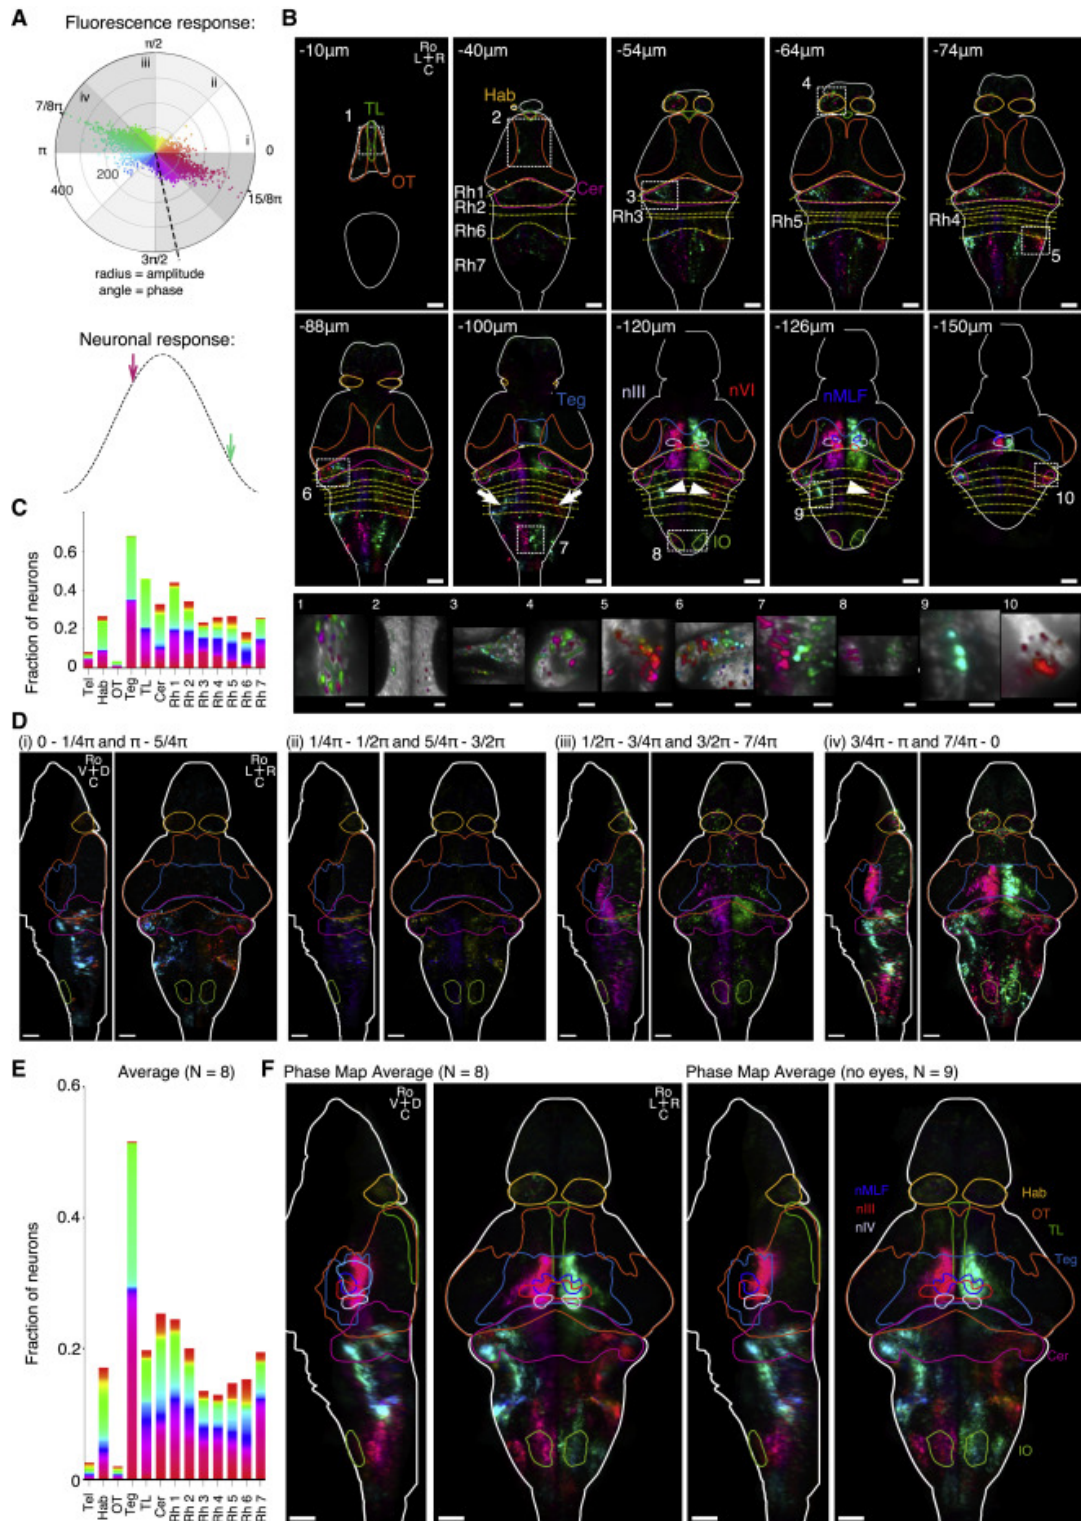 A
Fluorescence response:
π/2
iii
ii
iv
i
7/8π
π
0
200
400
15/8π
3π/2
radius = amplitude
angle = phase
Neuronal response:
B
-10µm
Ro
L+R
C
1
TL
OT
-40µm
Hab
2
Cer
Rh1
Rh2
Rh6
Rh7
-54µm
3
Rh3
-64µm
4
Rh5
-74µm
Rh4
5
-88µm
6
-100µm
Teg
7
-120µm
nIII
nVI
8
IO
-126µm
nMLF
9
-150µm
10
1 2 3 4 5 6 7 8 9 10
C
Fraction of neurons
0.6
0.4
0.2
0
Tel Hab OT Teg TL Cer Rh 1 Rh 2 Rh 3 Rh 4 Rh 5 Rh 6 Rh 7
D
(i) 0 - 1/4π and π - 5/4π
Ro
V+D
C
Ro
L+R
C
(ii) 1/4π - 1/2π and 5/4π - 3/2π
(iii) 1/2π - 3/4π and 3/2π - 7/4π
(iv) 3/4π - π and 7/4π - 0
E
Average (N = 8)
Fraction of neurons
0.6
0.4
0.2
0
Tel Hab OT Teg TL Cer Rh 1 Rh 2 Rh 3 Rh 4 Rh 5 Rh 6 Rh 7
F
Phase Map Average (N = 8)
Ro
V+D
C
Ro
L+R
C
Phase Map Average (no eyes, N = 9)
nMLF
nIII
nIV
Hab
OT
TL
Teg
Cer
IO